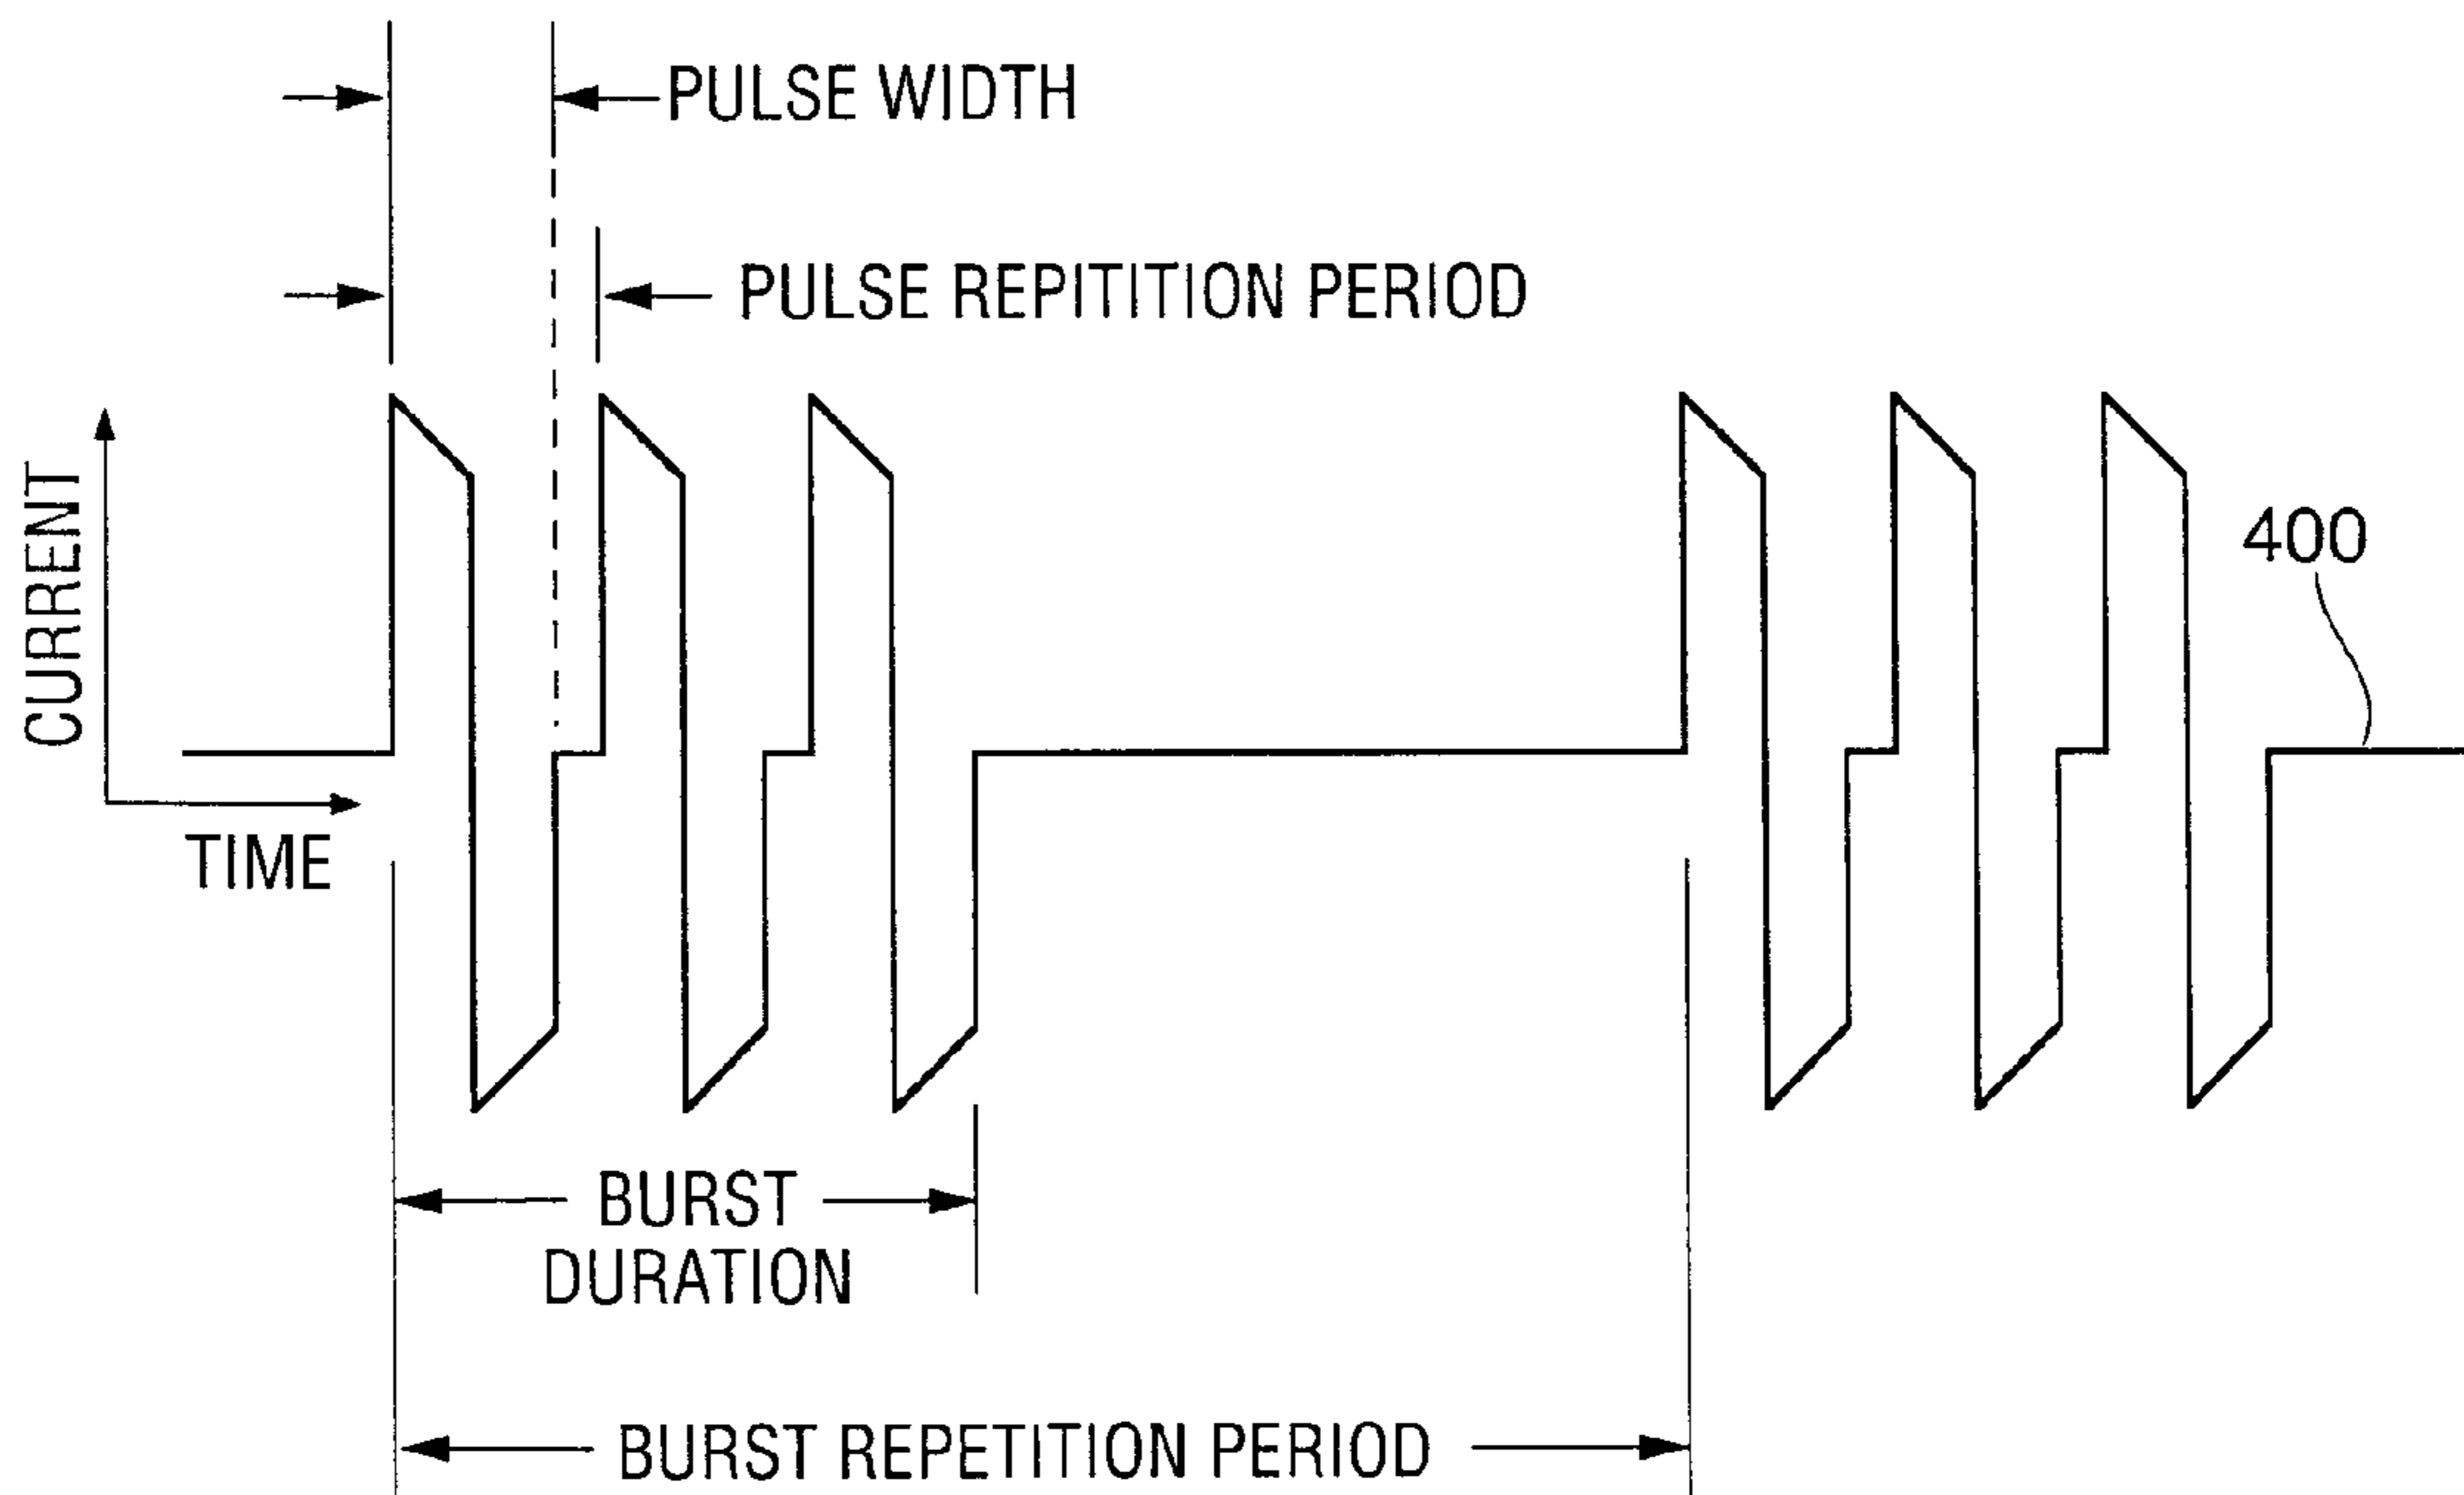 PULSE WIDTH
PULSE REPITITION PERIOD
CURRENT
400
TIME
BURST
DURATION
BURST REPETITION PERIOD